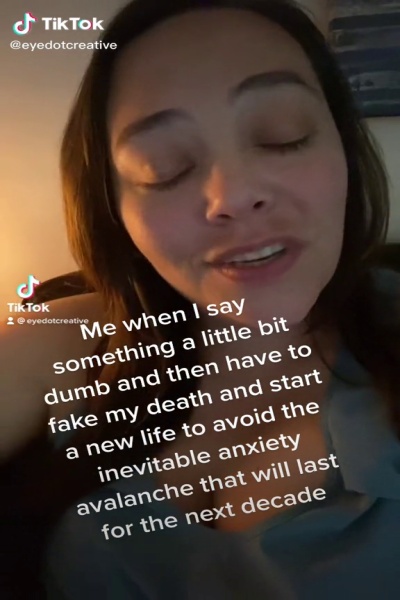 TikTok
@eyedotcreative
TikTok
@eyedotcreative
Me when I say
something a little bit
dumb and then have to
fake my death and start
a new life to avoid the
inevitable anxiety
avalanche that will last
for the next decade